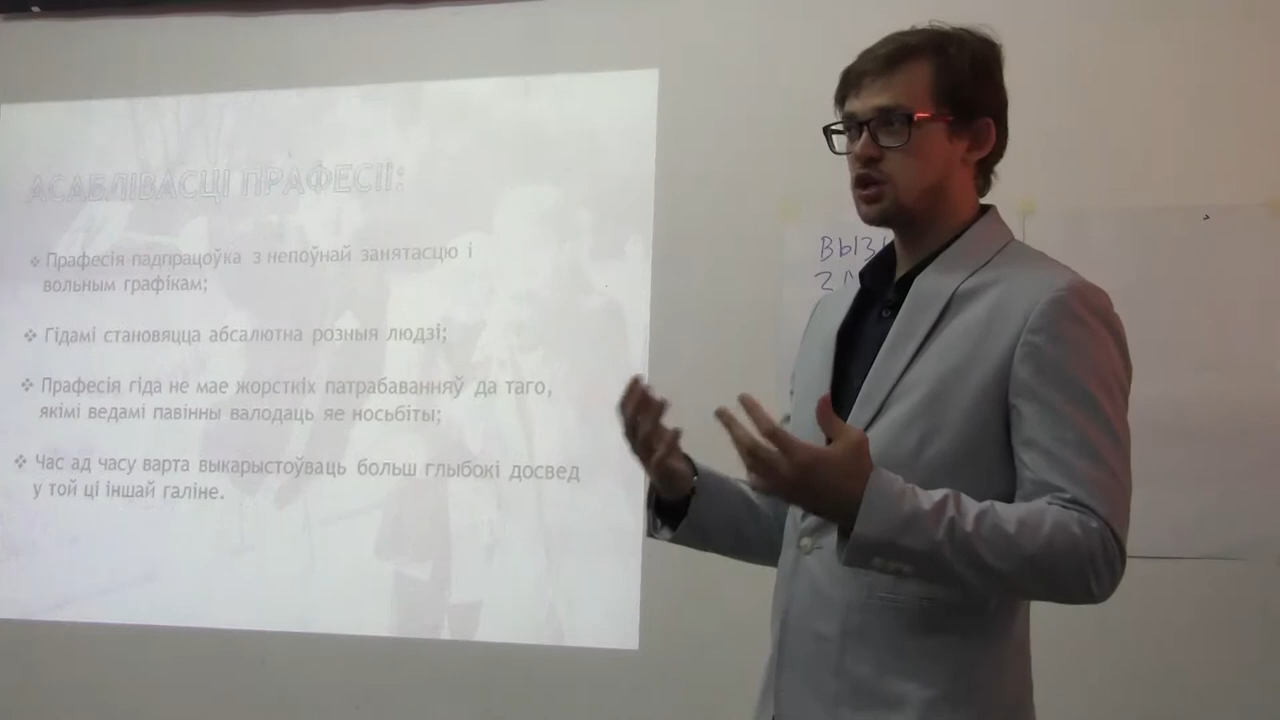 АСАБЛІВАСЦІ ПРАФЕСІІ:
Прафесія падпрацоўка з непоўнай занятасцю і
вольным графікам;
Гідамі становяцца абсалютна розныя людзі;
Прафесія гіда не мае жорсткіх патрабаванняў да таго,
якімі ведамі павінны валодаць яе носьбіты;
Час ад часу варта выкарыстоўваць больш глыбокі досвед
у той ці іншай галіне.